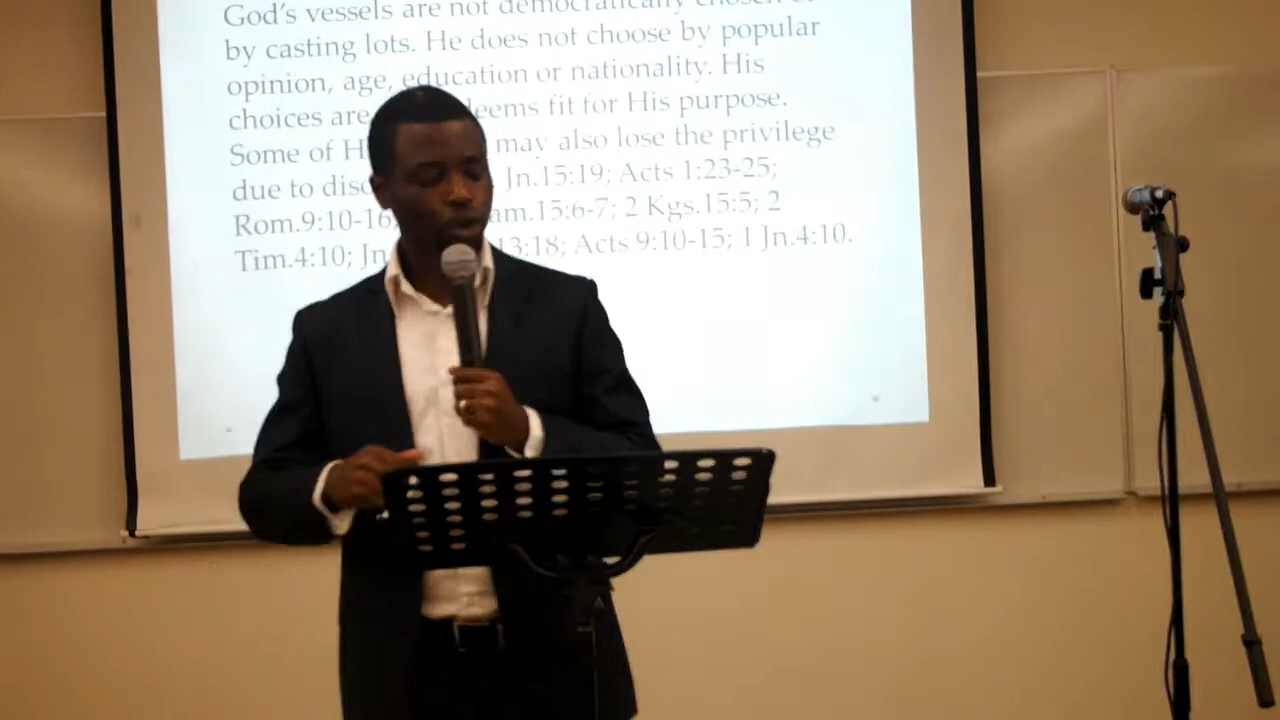 God's vessels are not democratically chosen
by casting lots. He does not choose by popular
opinion, age, education or nationality. His
choices are deems fit for His purpose.
Some of H may also lose the privilege
due to diso Jn.15:19; Acts 1:23-25;
Rom.9:10-16 am.15:6-7; 2 Kgs.15:5; 2
Tim.4:10; Jn 13:18; Acts 9:10-15; 1 Jn.4:10.